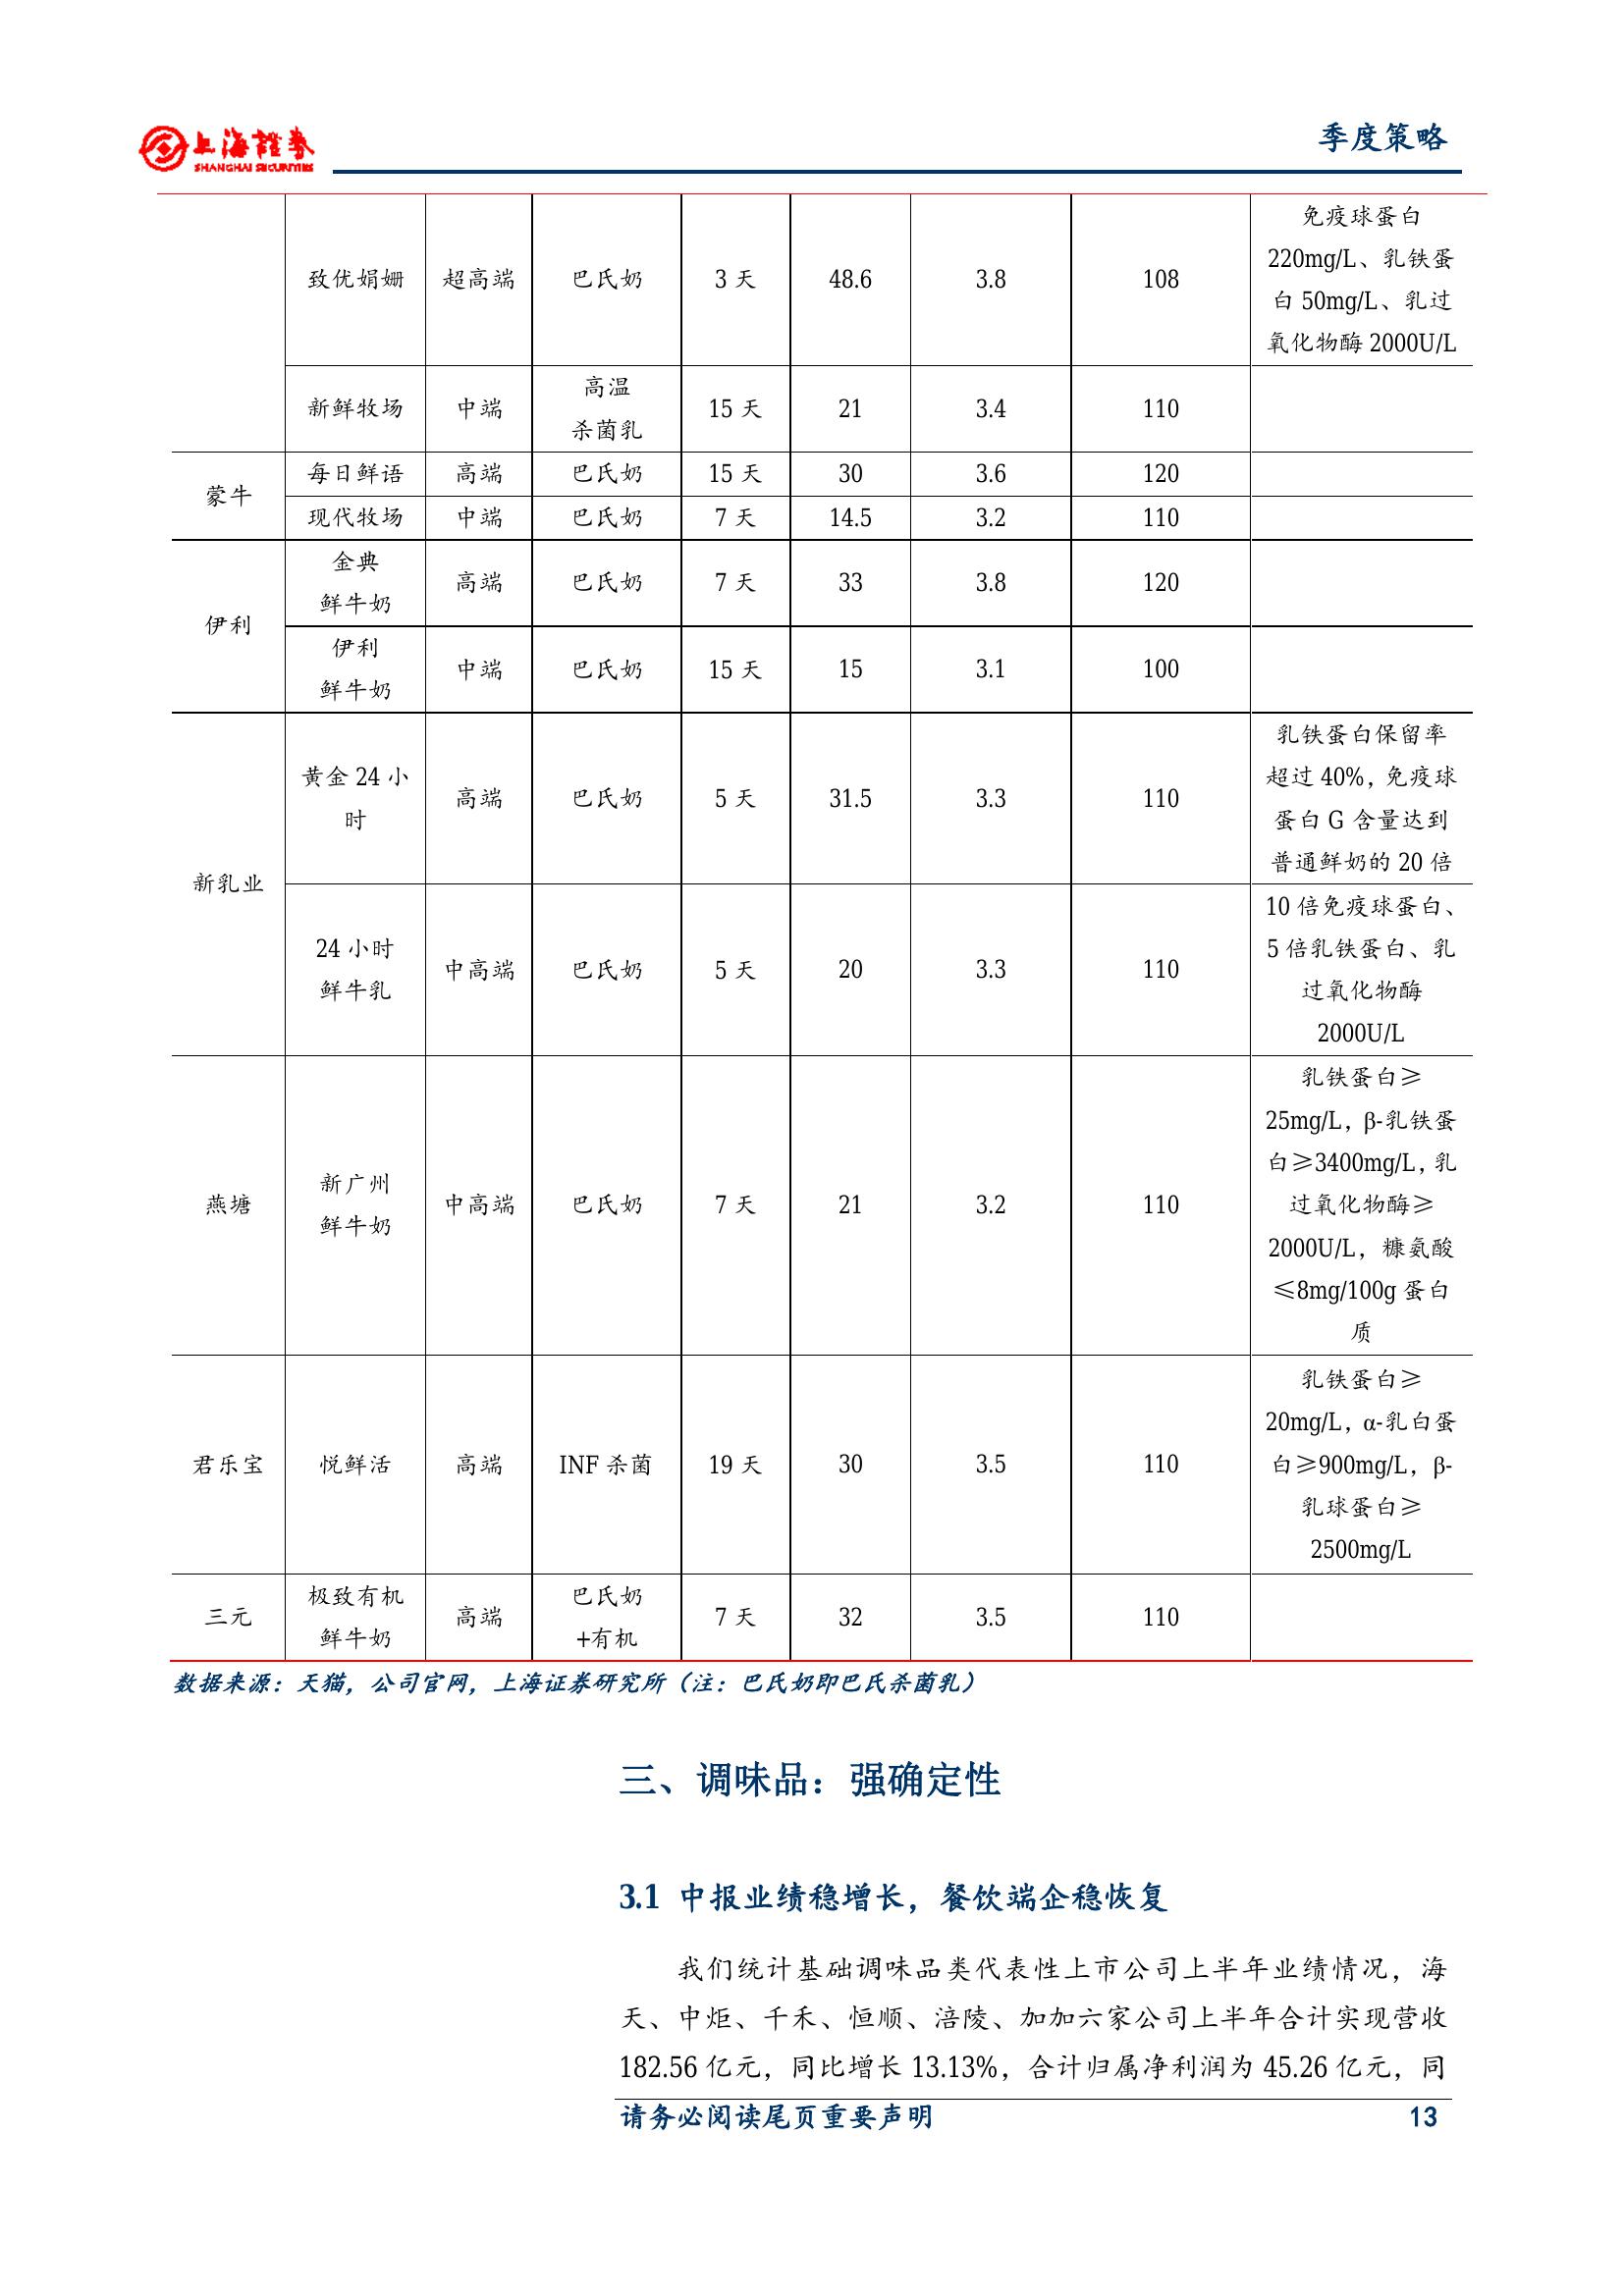 上海證券
SHANGHAI SECURITIES
季度策略
致优娟姗 超高端 巴氏奶 3 天 48.6 3.8 108 免疫球蛋白
220mg/L、乳铁蛋
白 50mg/L、乳过
氧化物酶 2000U/L
新鲜牧场 中端 高温
杀菌乳 15 天 21 3.4 110
蒙牛
每日鲜语 高端 巴氏奶 15 天 30 3.6 120
现代牧场 中端 巴氏奶 7 天 14.5 3.2 110
伊利
金典
鲜牛奶 高端 巴氏奶 7 天 33 3.8 120
伊利
鲜牛奶 中端 巴氏奶 15 天 15 3.1 100
新乳业
黄金 24 小
时 高端 巴氏奶 5 天 31.5 3.3 110 乳铁蛋白保留率
超过 40%，免疫球
蛋白 G 含量达到
普通鲜奶的 20 倍
24 小时
鲜牛乳 中高端 巴氏奶 5 天 20 3.3 110 10 倍免疫球蛋白、
5 倍乳铁蛋白、乳
过氧化物酶
2000U/L
燕塘 新广州
鲜牛奶 中高端 巴氏奶 7 天 21 3.2 110 乳铁蛋白≥
25mg/L，β-乳铁蛋
白≥3400mg/L，乳
过氧化物酶≥
2000U/L，糠氨酸
≤8mg/100g 蛋白
质
君乐宝 悦鲜活 高端 INF 杀菌 19 天 30 3.5 110 乳铁蛋白≥
20mg/L，α-乳白蛋
白≥900mg/L，β-
乳球蛋白≥
2500mg/L
三元 极致有机
鲜牛奶 高端 巴氏奶
+有机 7 天 32 3.5 110
数据来源：天猫，公司官网，上海证券研究所（注：巴氏奶即巴氏杀菌乳）
三、调味品：强确定性
3.1 中报业绩稳增长，餐饮端企稳恢复
我们统计基础调味品类代表性上市公司上半年业绩情况，海
天、中炬、千禾、恒顺、涪陵、加加六家公司上半年合计实现营收
182.56 亿元，同比增长 13.13%，合计归属净利润为 45.26 亿元，同
请务必阅读尾页重要声明 13